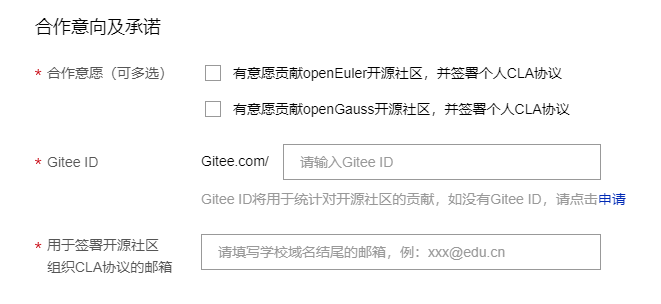 合作意向及承诺
* 合作意愿（可多选）
有意愿贡献openEuler开源社区，并签署个人CLA协议
有意愿贡献openGauss开源社区，并签署个人CLA协议
* Gitee ID Gitee.com/ 请输入Gitee ID
Gitee ID将用于统计对开源社区的贡献，如没有Gitee ID，请点击申请
* 用于签署开源社区
组织CLA协议的邮箱
请填写学校域名结尾的邮箱，例：xxx@edu.cn